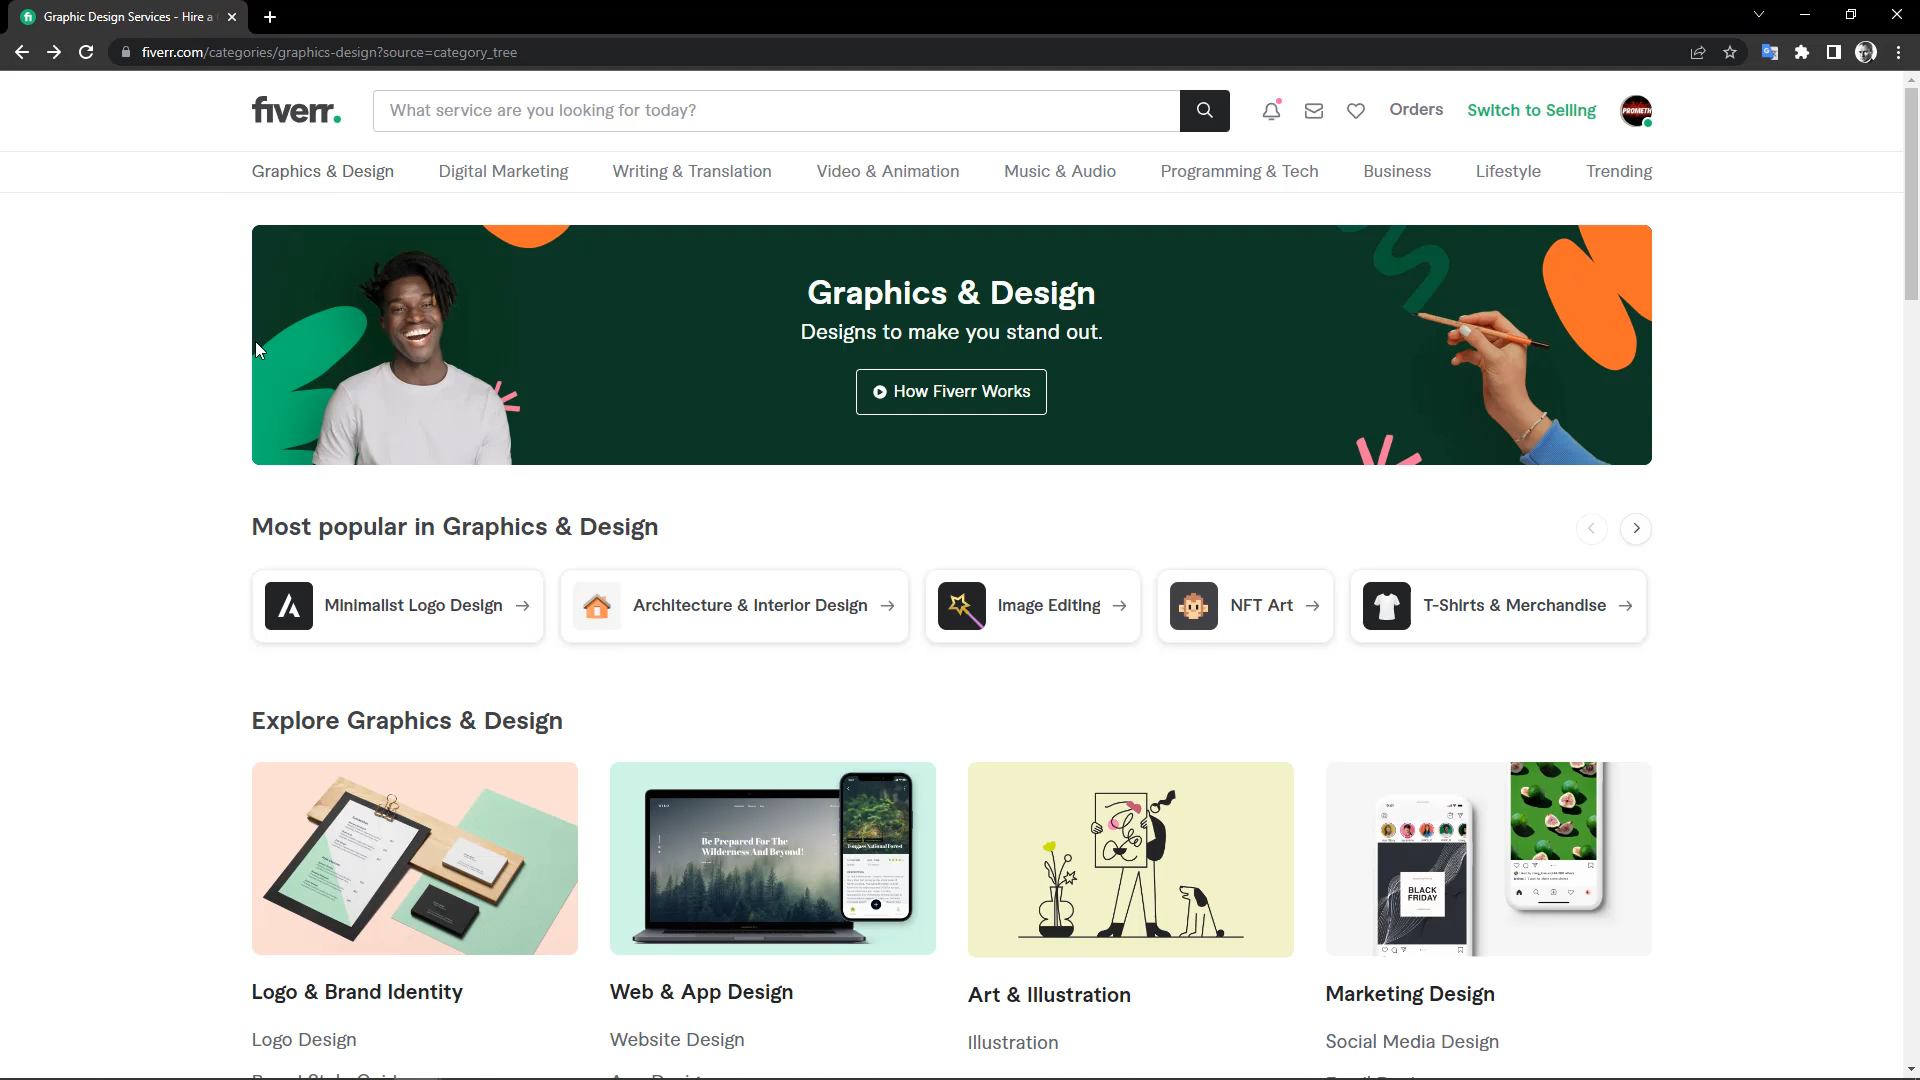 Graphic Design Services - Hire a
fiverr.com/categories/graphics-design?source=category_tree
fiverr.
What service are you looking for today?
Orders
Switch to Selling
PROMETH
Graphics & Design
Digital Marketing
Writing & Translation
Video & Animation
Music & Audio
Programming & Tech
Business
Lifestyle
Trending
Graphics & Design
Designs to make you stand out.
How Fiverr Works
Most popular in Graphics & Design
Minimalist Logo Design
Architecture & Interior Design
Image Editing
NFT Art
T-Shirts & Merchandise
Explore Graphics & Design
Be Prepared For The
Wilderness And Beyond!
Tongass National Forest
BLACK
FRIDAY
Logo & Brand Identity
Web & App Design
Art & Illustration
Marketing Design
Logo Design
Website Design
Illustration
Social Media Design